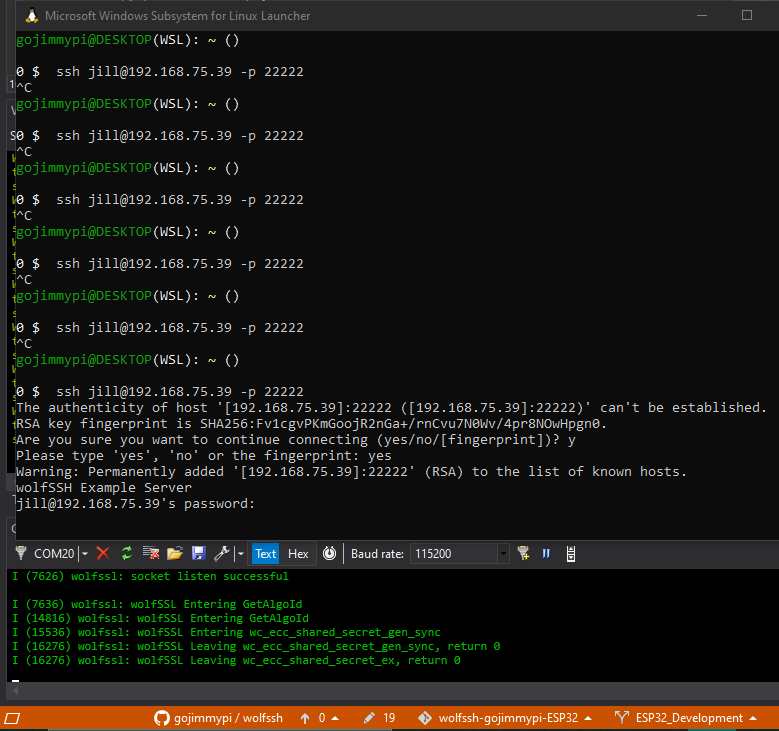 Microsoft Windows Subsystem for Linux Launcher
gojimmypi@DESKTOP(WSL): ~ ()
0 $  ssh jill@192.168.75.39 -p 22222
^C
gojimmypi@DESKTOP(WSL): ~ ()
0 $  ssh jill@192.168.75.39 -p 22222
^C
gojimmypi@DESKTOP(WSL): ~ ()
0 $  ssh jill@192.168.75.39 -p 22222
^C
gojimmypi@DESKTOP(WSL): ~ ()
0 $  ssh jill@192.168.75.39 -p 22222
^C
gojimmypi@DESKTOP(WSL): ~ ()
0 $  ssh jill@192.168.75.39 -p 22222
^C
gojimmypi@DESKTOP(WSL): ~ ()
0 $  ssh jill@192.168.75.39 -p 22222
The authenticity of host '[192.168.75.39]:22222 ([192.168.75.39]:22222)' can't be established.
RSA key fingerprint is SHA256:Fv1cgvPKmGoojR2nGa+/rnCvu7N0Wv/4pr8NOwHpgn0.
Are you sure you want to continue connecting (yes/no/[fingerprint])? y
Please type 'yes', 'no' or the fingerprint: yes
Warning: Permanently added '[192.168.75.39]:22222' (RSA) to the list of known hosts.
wolfSSH Example Server
jill@192.168.75.39's password:
COM20 Text Hex Baud rate: 115200
I (7626) wolfssl: socket listen successful
I (7636) wolfssl: wolfSSL Entering GetAlgoId
I (14816) wolfssl: wolfSSL Entering GetAlgoId
I (15536) wolfssl: wolfSSL Entering wc_ecc_shared_secret_gen_sync
I (16276) wolfssl: wolfSSL Leaving wc_ecc_shared_secret_gen_sync, return 0
I (16276) wolfssl: wolfSSL Leaving wc_ecc_shared_secret_ex, return 0
gojimmypi / wolfssh 0 19 wolfssh-gojimmypi-ESP32 ESP32_Development